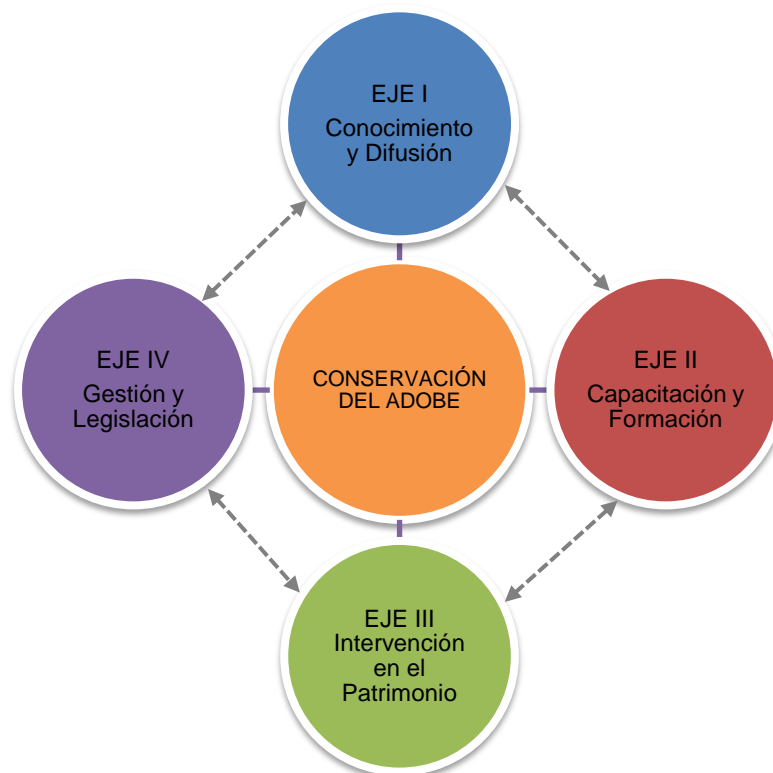 EJE I
Conocimiento
y Difusión
EJE IV
Gestión y
Legislación
CONSERVACIÓN
DEL ADOBE
EJE II
Capacitación y
Formación
EJE III
Intervención
en el
Patrimonio